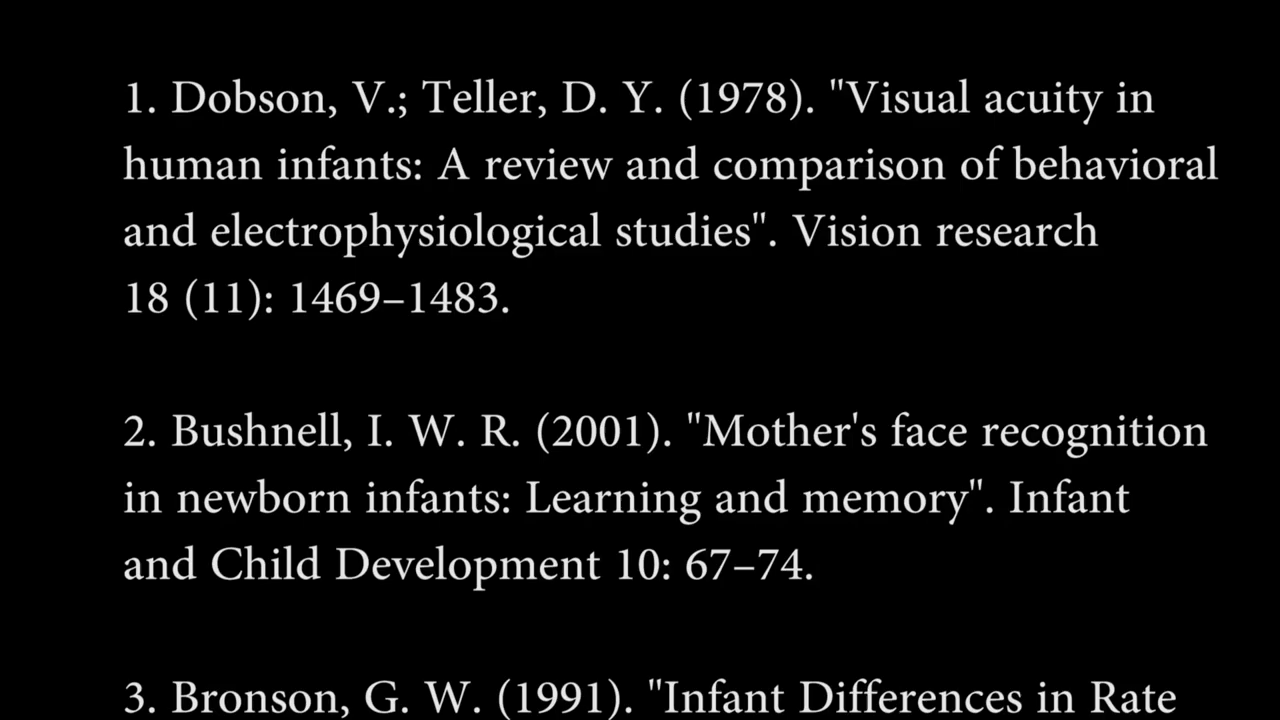 1. Dobson, V.; Teller, D. Y. (1978). "Visual acuity in
human infants: A review and comparison of behavioral
and electrophysiological studies". Vision research
18 (11): 1469–1483.
2. Bushnell, I. W. R. (2001). "Mother's face recognition
in newborn infants: Learning and memory". Infant
and Child Development 10: 67–74.
3. Bronson, G. W. (1991). "Infant Differences in Rate